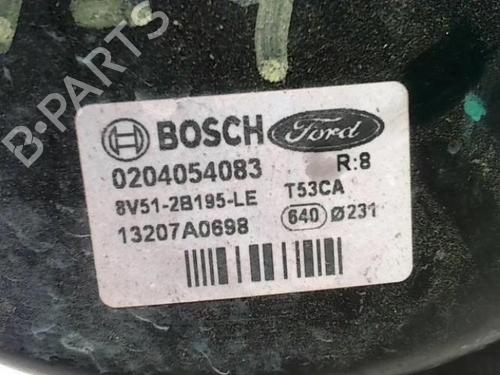 BOSCH Ford
0204054083 R:8
8V51-2B195-LE T53CA
13207A0698 640 Ø231
B-PARTS